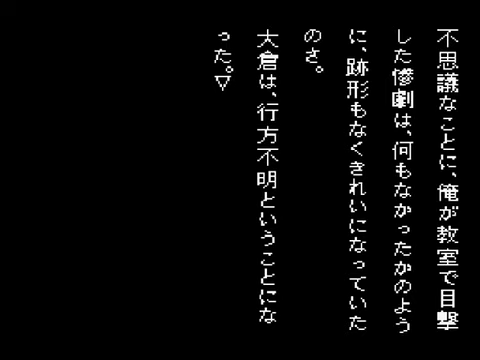 不思議なことに、俺が教室で目撃
した惨劇は、何もなかったかのよう
に、跡形もなくきれいになっていた
のさ。
大倉は、行方不明ということにな
った。▽